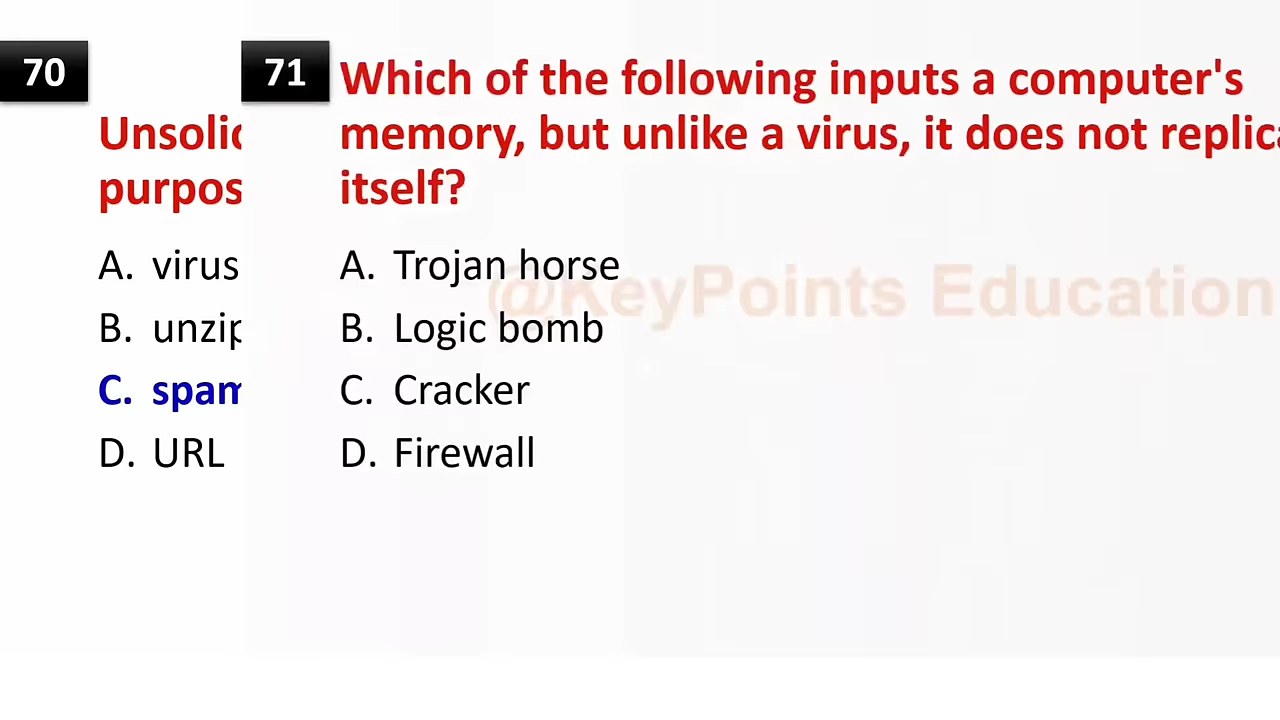 70
Unsolic
purpos
A. virus
B. unzip
C. spam
D. URL
71
Which of the following inputs a computer's
memory, but unlike a virus, it does not replica
itself?
A. Trojan horse
B. Logic bomb
C. Cracker
D. Firewall
@KeyPoints Education